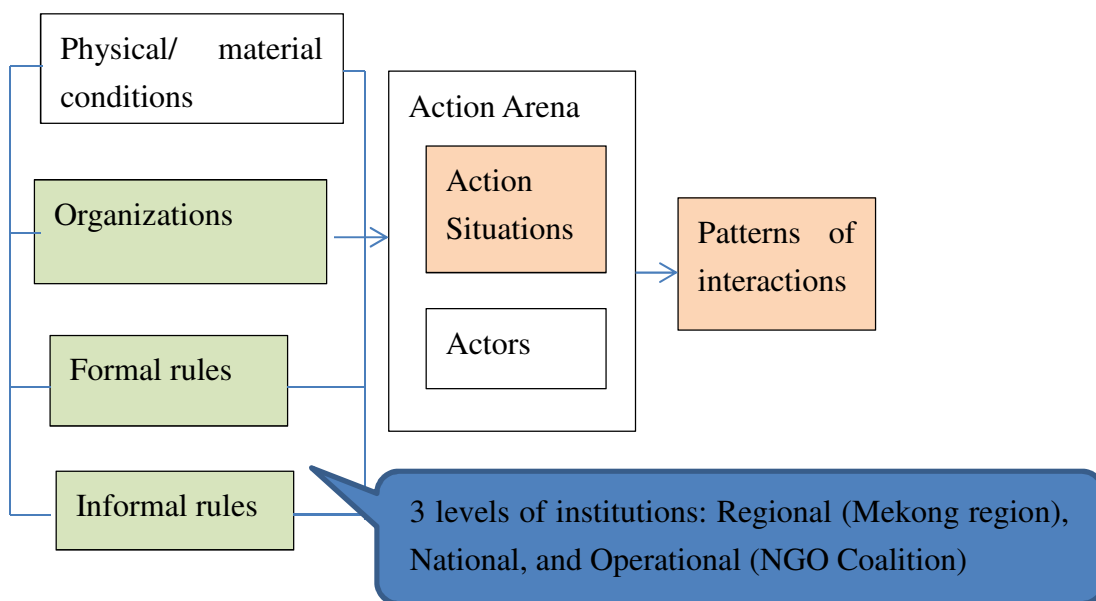 Physical/ material
conditions
Organizations
Formal rules
Informal rules
Action Arena
Action
Situations
Actors
Patterns of
interactions
3 levels of institutions: Regional (Mekong region),
National, and Operational (NGO Coalition)